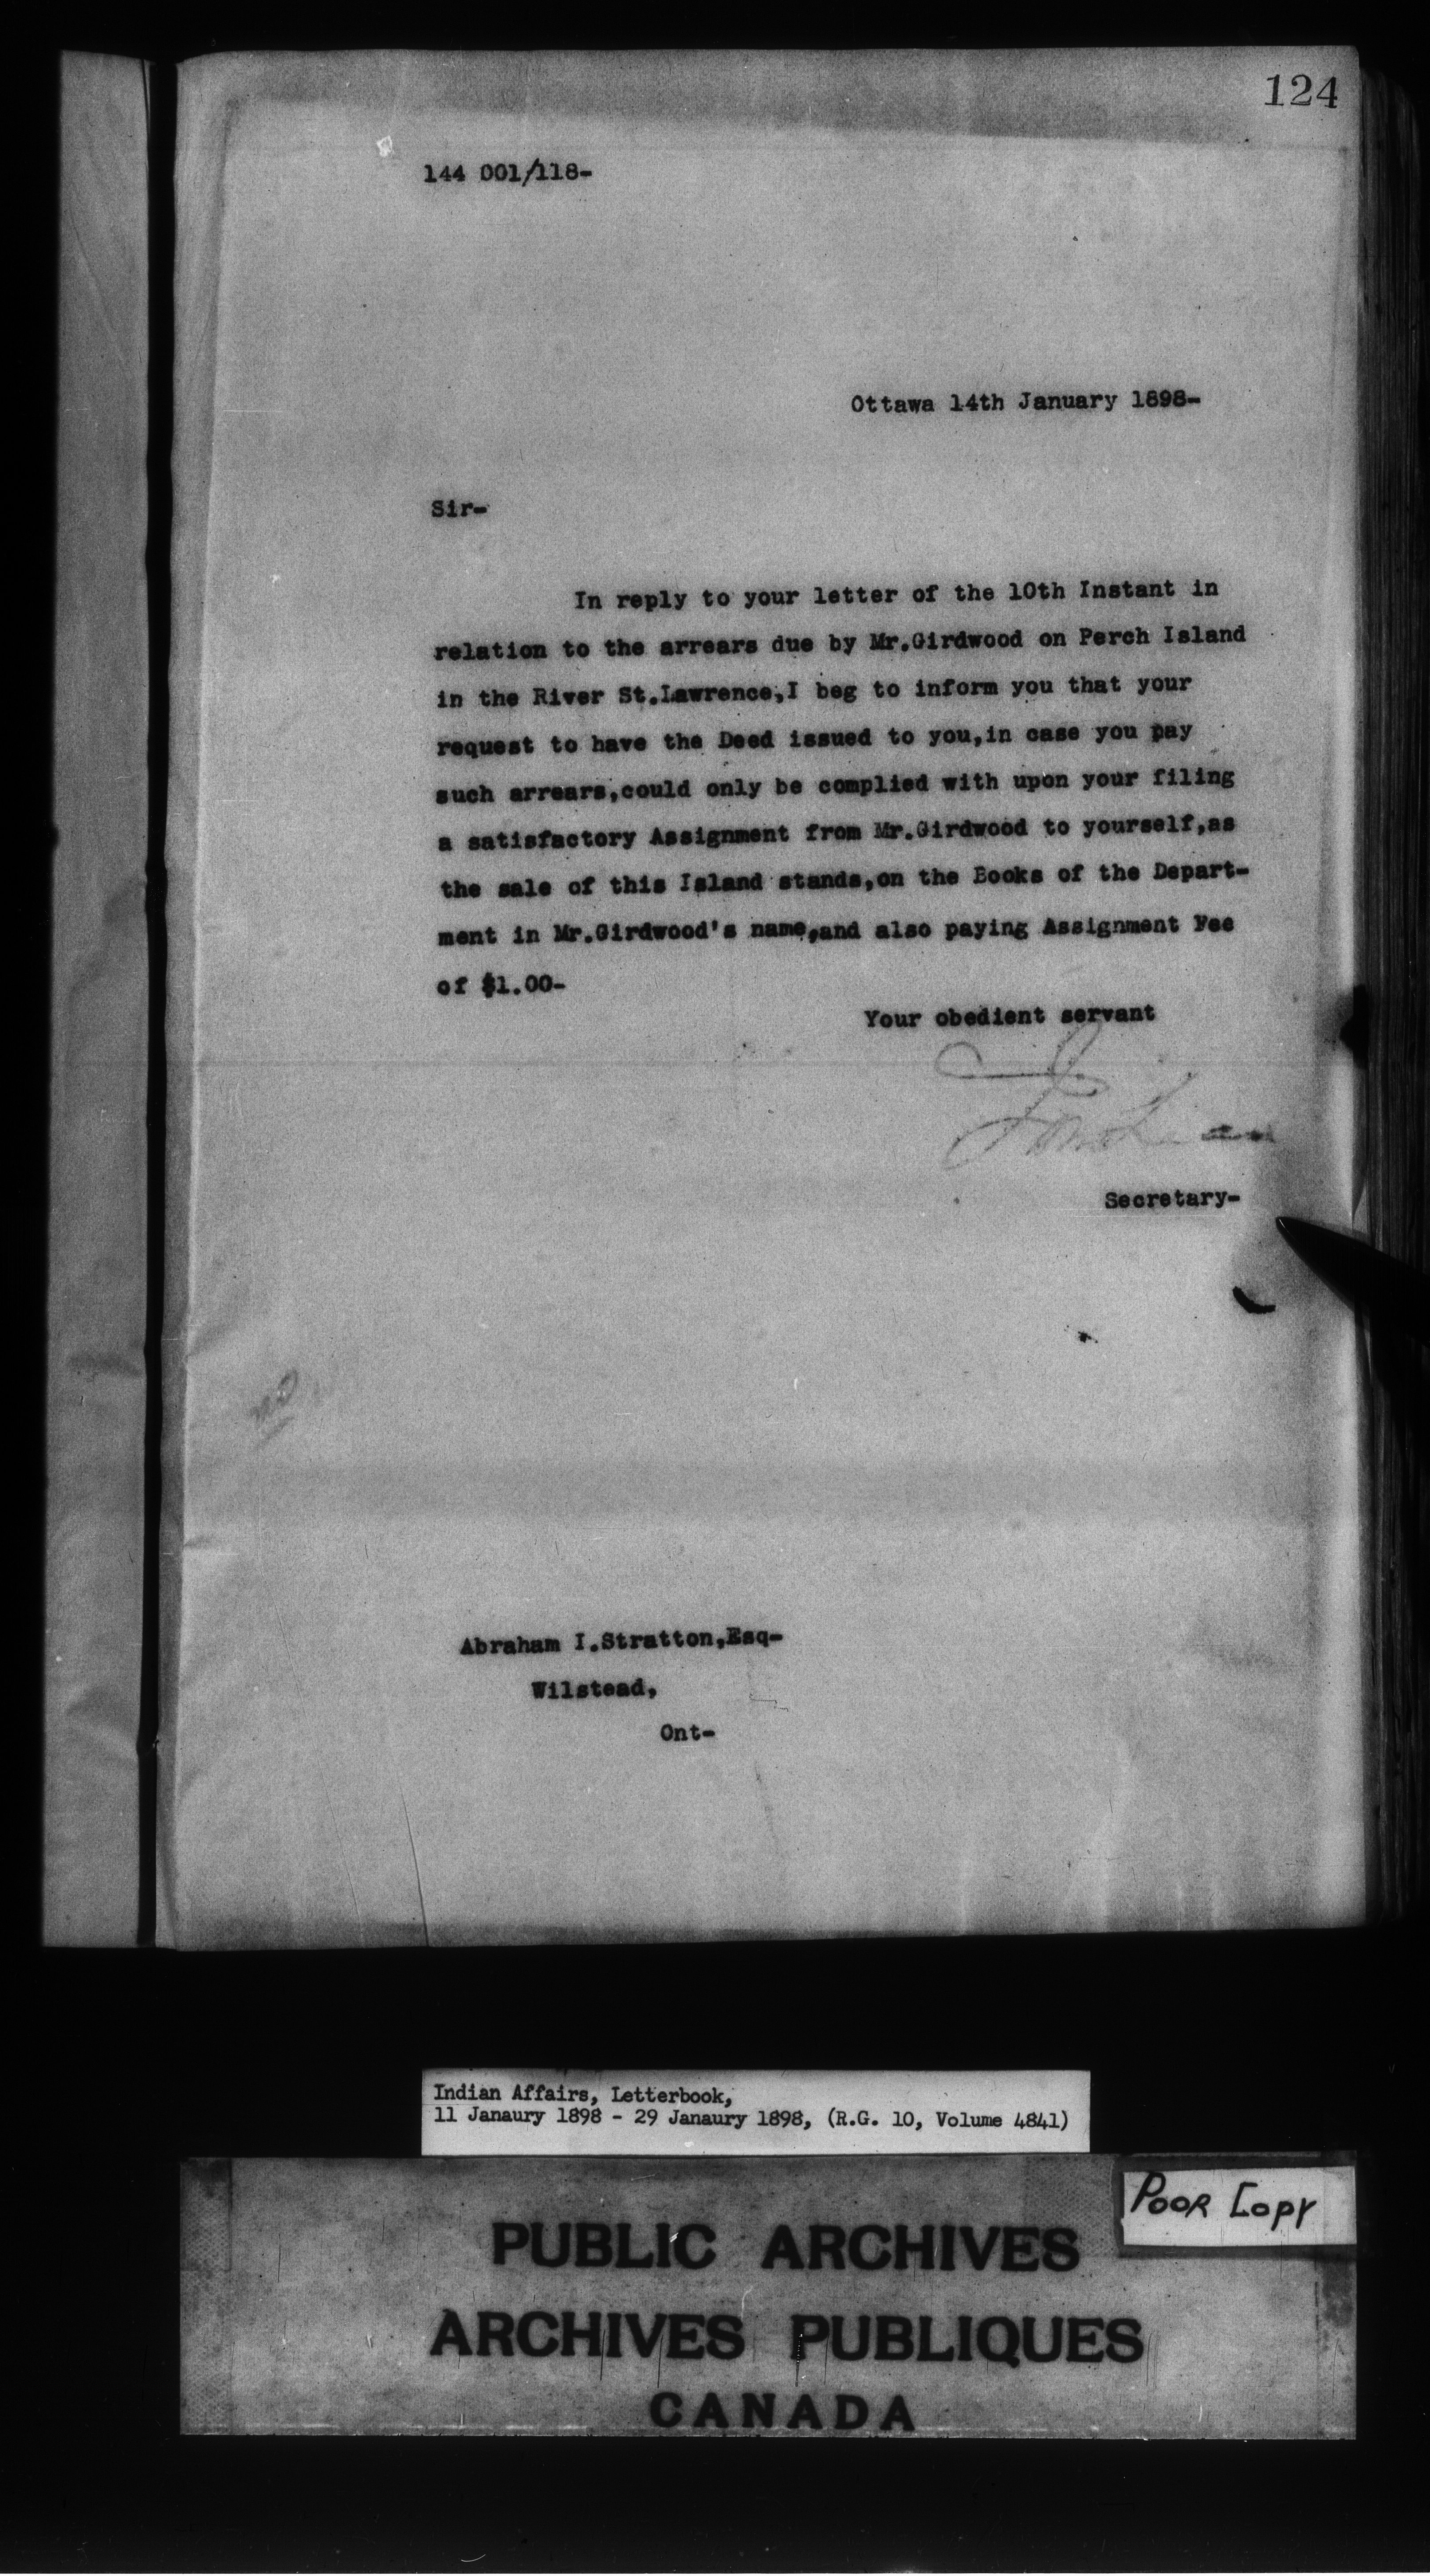 124
144 001/118-
Ottawa 14th January 1898-
Sir-
In reply to your letter of the 10th Instant in
relation to the arrears due by Mr.Girdwood on Perch Island
in the River St.Lawrence,I beg to inform you that your
request to have the Deed issued to you,in case you pay
such arrears,could only be complied with upon your filing
a satisfactory Assignment from Mr.Girdwood to yourself,as
the sale of this Island stands,on the Books of the Depart-
ment in Mr.Girdwood's name,and also paying Assignment Fee
of $1.00-
Your obedient servant
Secretary-
Abraham I.Stratton,Esq-
Wilstead,
Ont-
Indian Affairs, Letterbook,
11 Janaury 1898 - 29 Janaury 1898, (R.G. 10, Volume 4841)
Poor Copy
PUBLIC ARCHIVES
ARCHIVES PUBLIQUES
CANADA